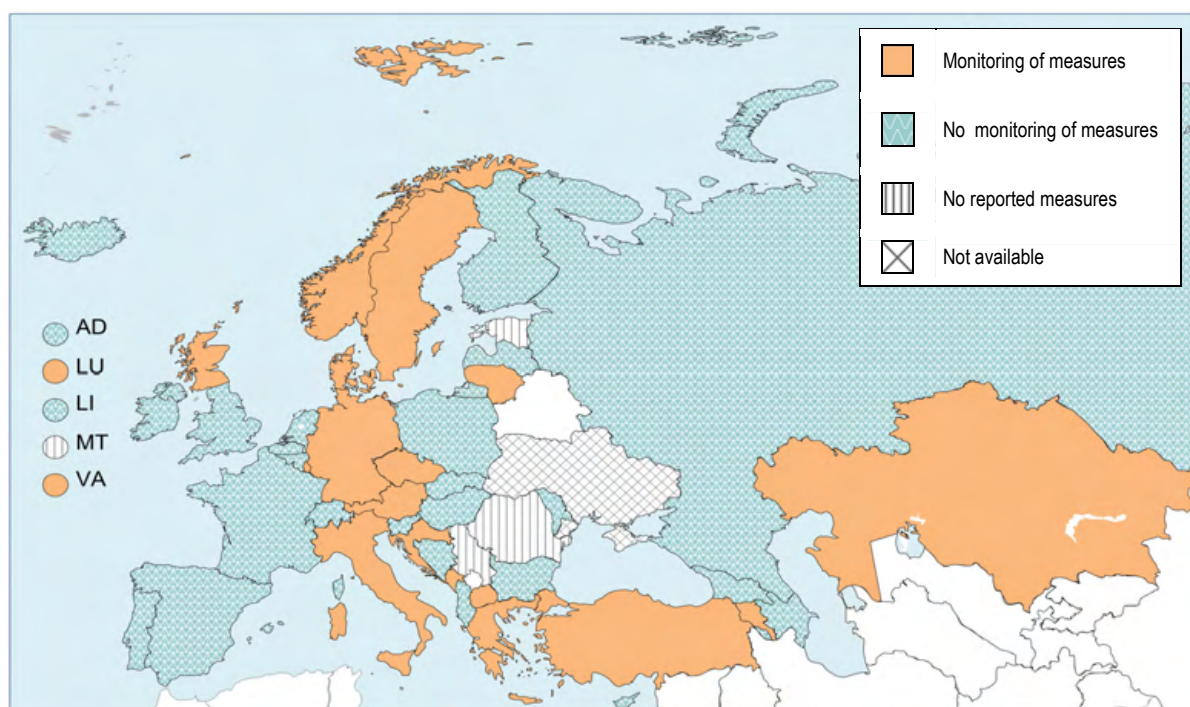 Monitoring of measures
No monitoring of measures
No reported measures
Not available
AD
LU
LI
MT
VA